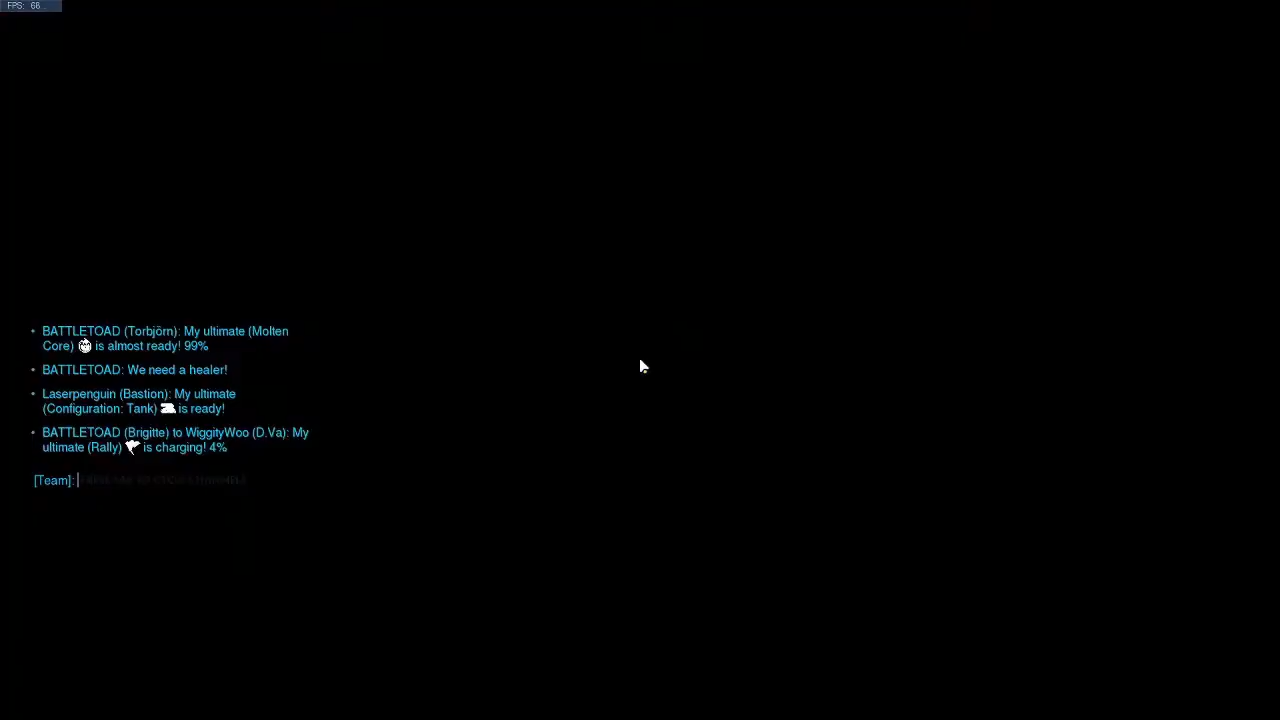 FPS: 68
• BATTLETOAD (Torbjörn): My ultimate (Molten
Core) is almost ready! 99%
• BATTLETOAD: We need a healer!
• Laserpenguin (Bastion): My ultimate
(Configuration: Tank) is ready!
• BATTLETOAD (Brigitte) to WiggityWoo (D.Va): My
ultimate (Rally) is charging! 4%
[Team]: